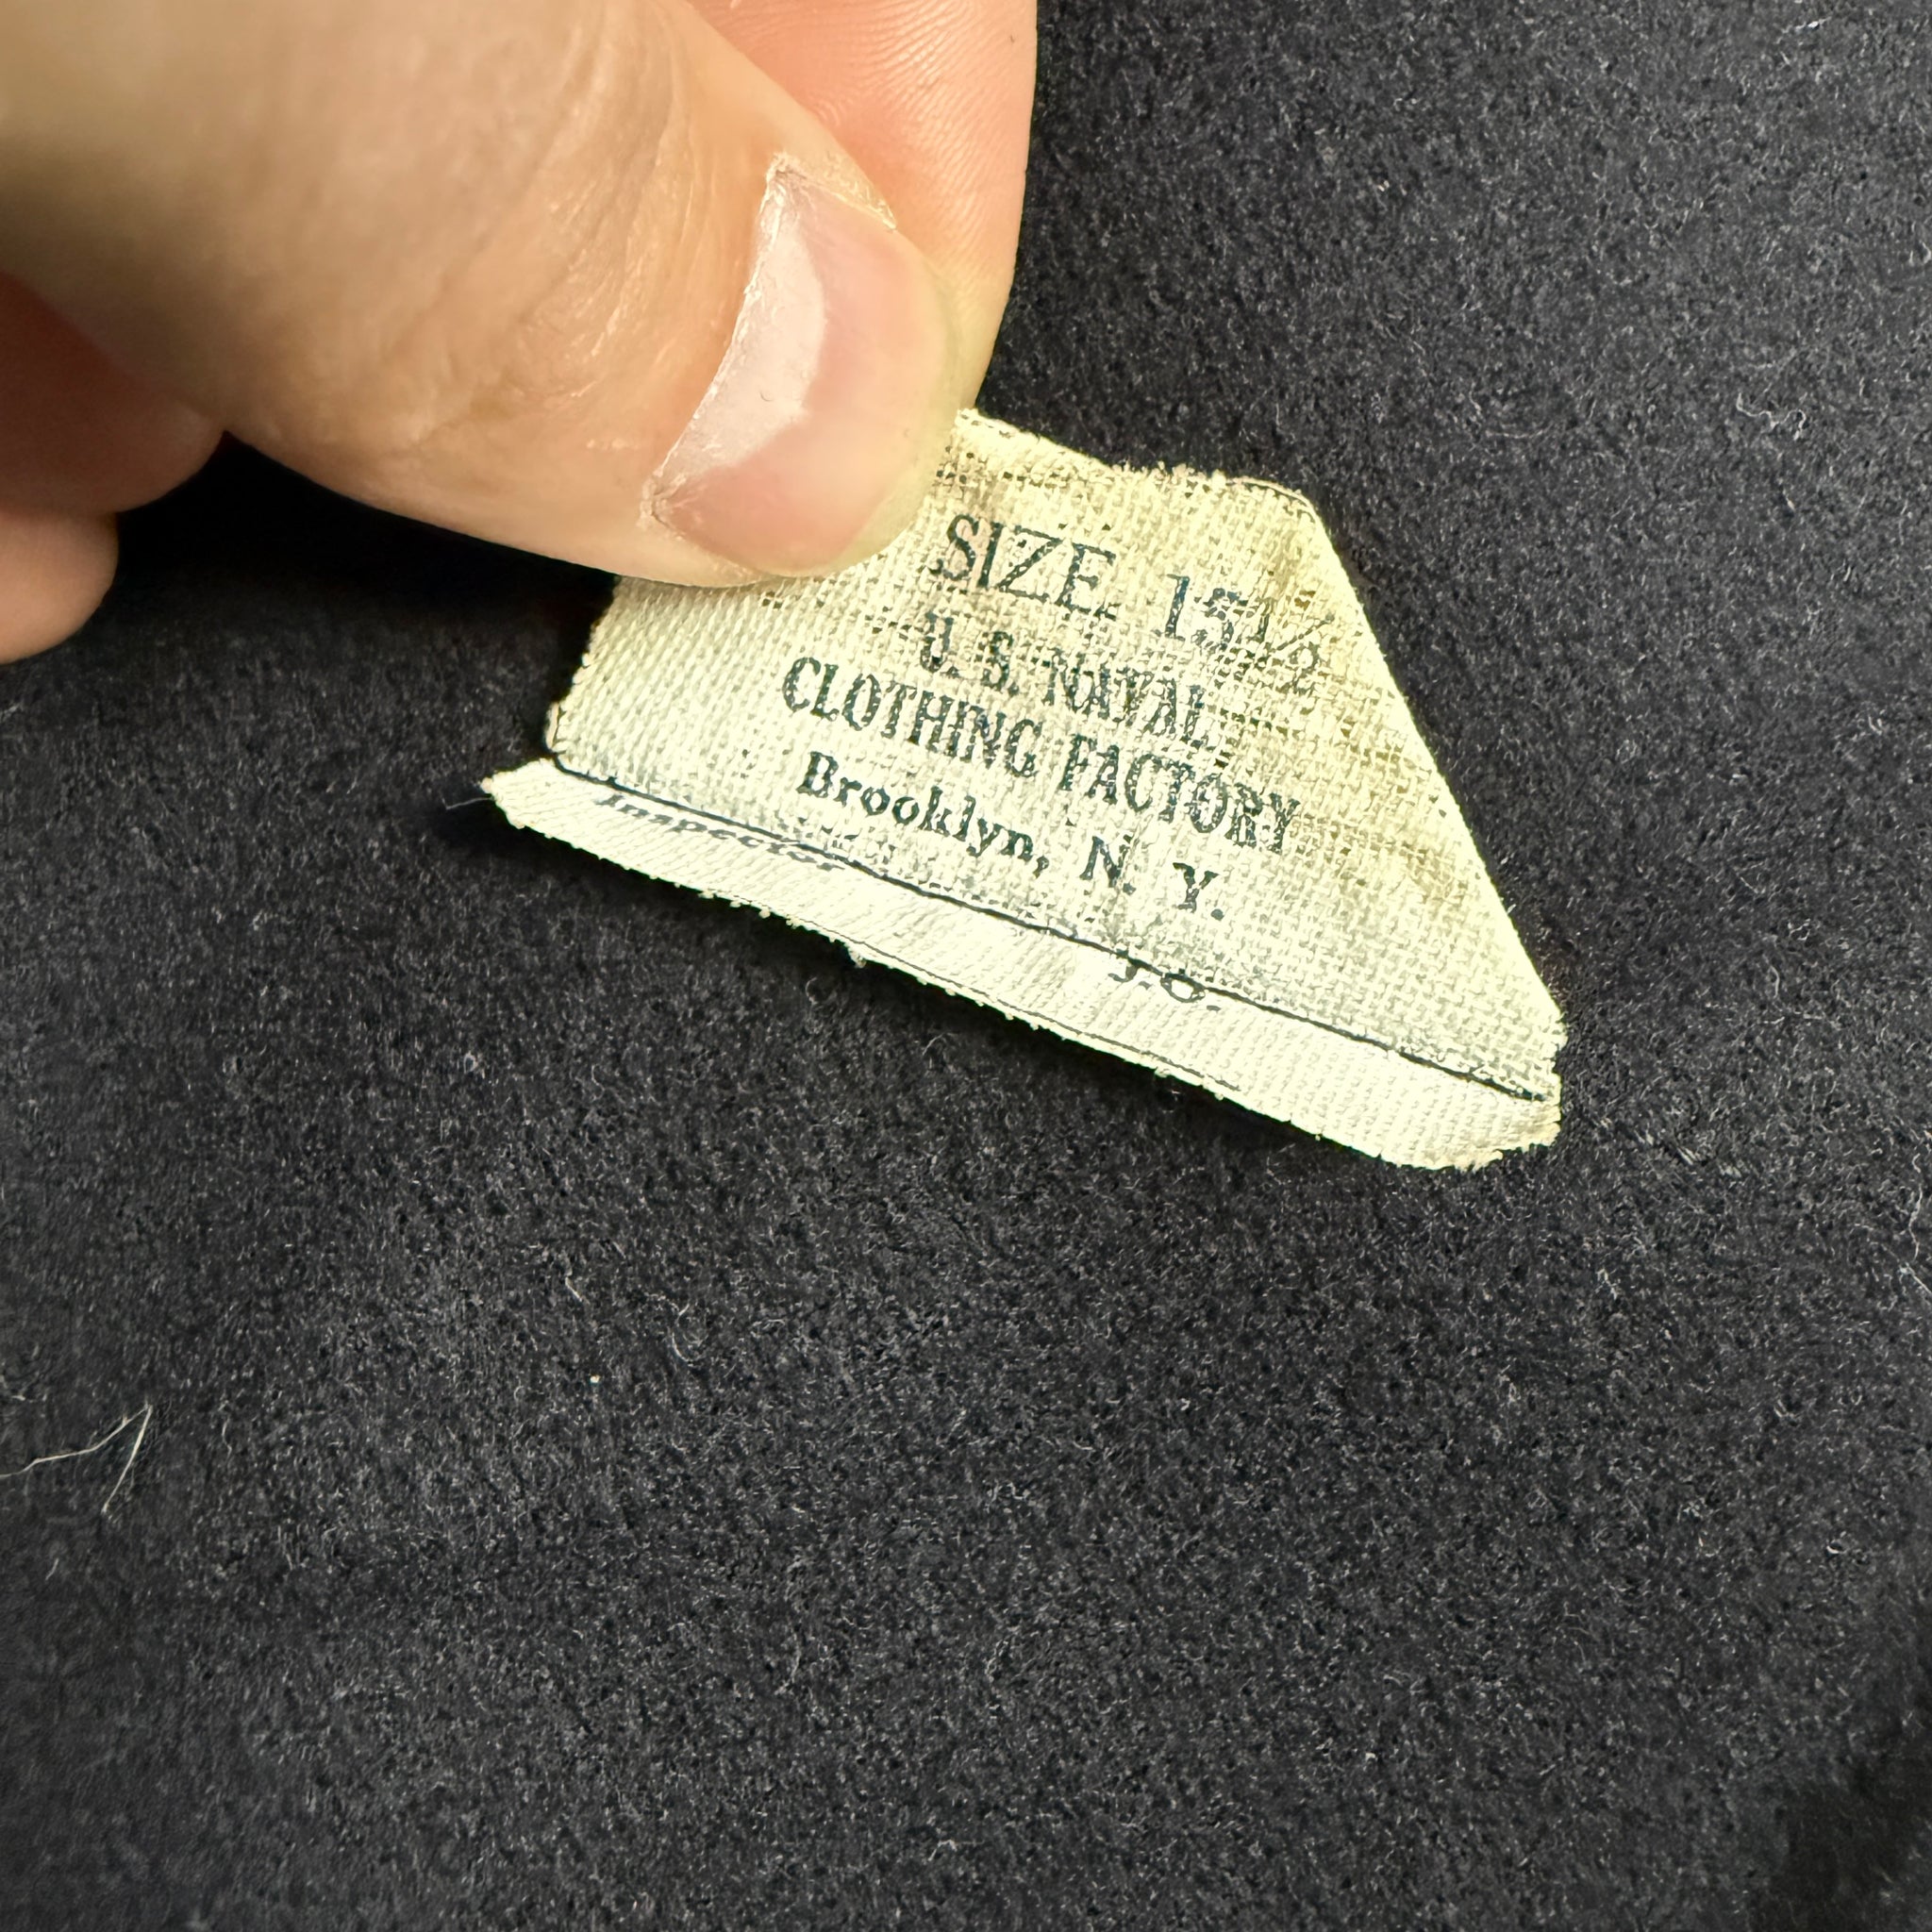 SIZE 15½
U. S. NAVAL
CLOTHING FACTORY
Brooklyn, N. Y.
Inspector
J.O.